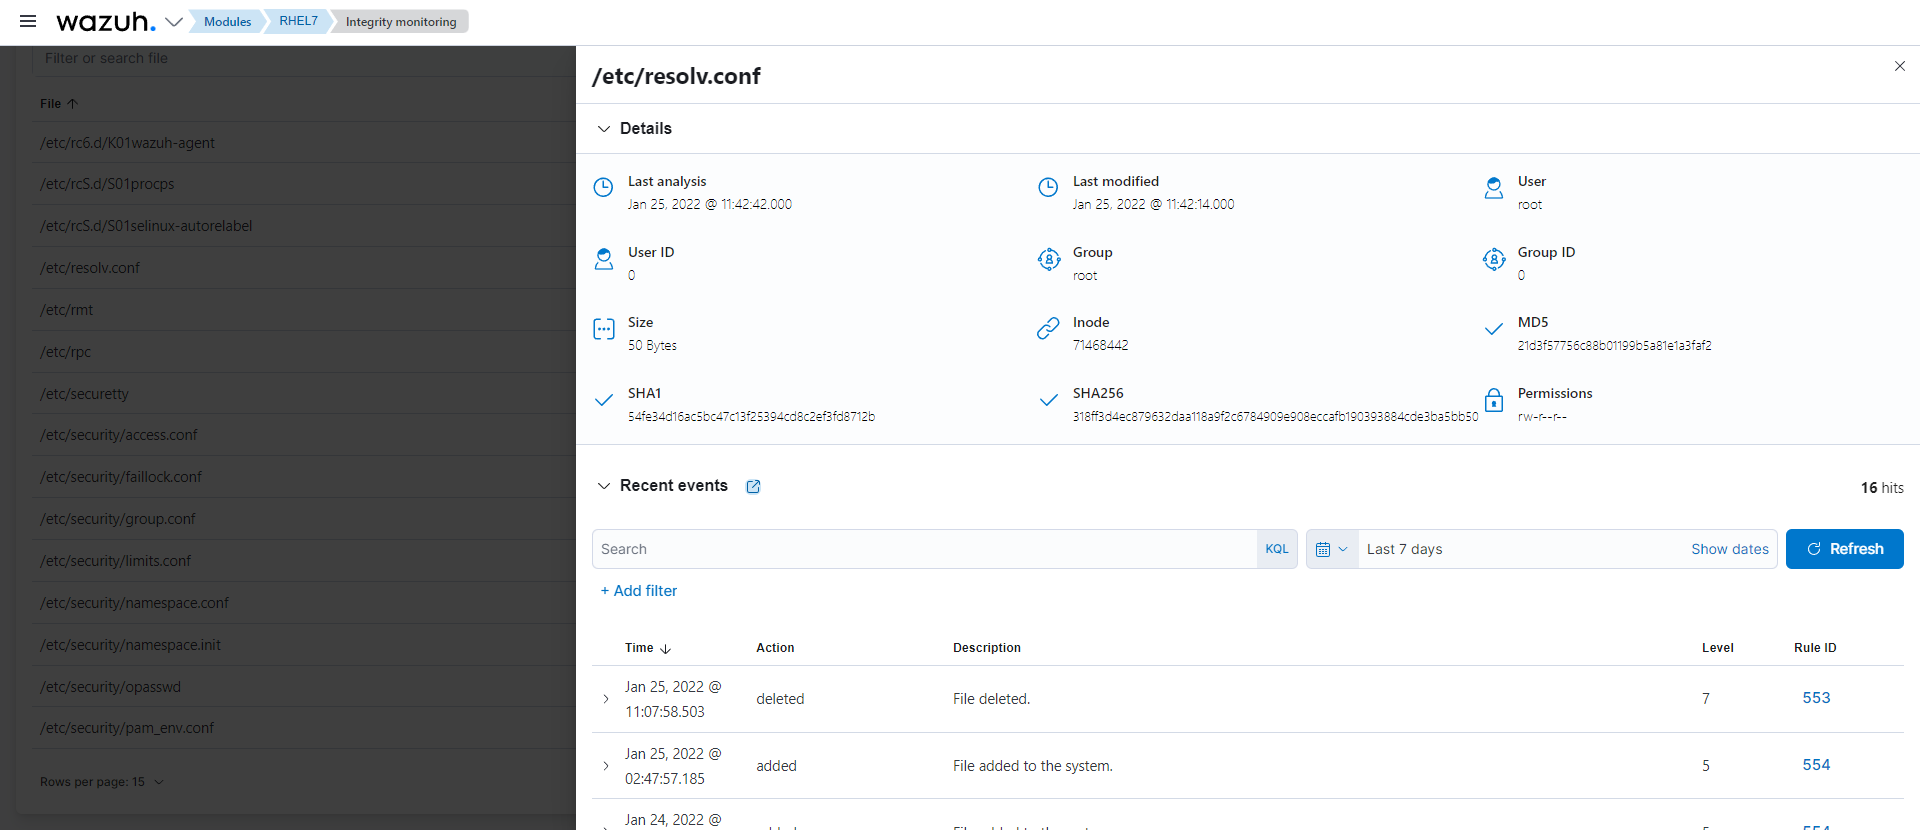 wazuh.
Modules
RHEL7
Integrity monitoring
Filter or search file
File
/etc/rc6.d/K01wazuh-agent
/etc/rcS.d/S01procps
/etc/rcS.d/S01selinux-autorelabel
/etc/resolv.conf
/etc/rmt
/etc/rpc
/etc/securetty
/etc/security/access.conf
/etc/security/faillock.conf
/etc/security/group.conf
/etc/security/limits.conf
/etc/security/namespace.conf
/etc/security/namespace.init
/etc/security/opasswd
/etc/security/pam_env.conf
Rows per page: 15
/etc/resolv.conf
Details
Last analysis
Jan 25, 2022 @ 11:42:42.000
Last modified
Jan 25, 2022 @ 11:42:14.000
User
root
User ID
0
Group
root
Group ID
0
Size
50 Bytes
Inode
71468442
MD5
21d3f57756c88b01199b5a81e1a3faf2
SHA1
54fe34d16ac5bc47c13f25394cd8c2ef3fd8712b
SHA256
318ff3d4ec879632daa118a9f2c6784909e908eccafb190393884cde3ba5bb50
Permissions
rw-r--r--
Recent events
16 hits
Search
KQL
Last 7 days
Show dates
Refresh
+ Add filter
Time Action Description Level Rule ID
Jan 25, 2022 @
11:07:58.503
deleted
File deleted.
7
553
Jan 25, 2022 @
02:47:57.185
added
File added to the system.
5
554
Jan 24, 2022 @